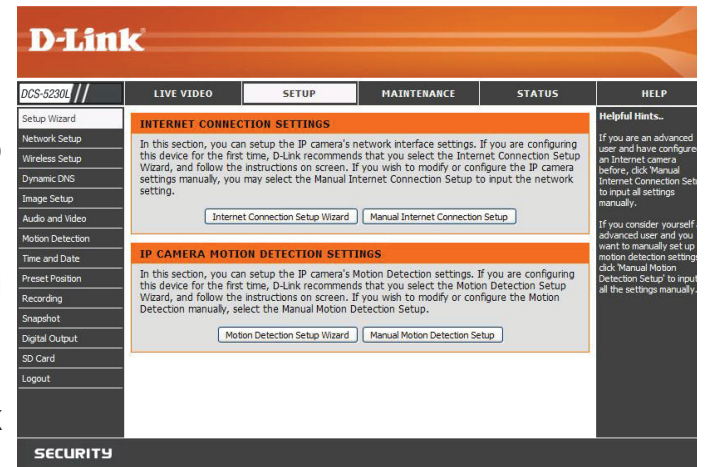 D-Link
DCS-5230L // LIVE VIDEO SETUP MAINTENANCE STATUS HELP
Setup Wizard
Network Setup
Wireless Setup
Dynamic DNS
Image Setup
Audio and Video
Motion Detection
Time and Date
Preset Position
Recording
Snapshot
Digital Output
SD Card
Logout
INTERNET CONNECTION SETTINGS
In this section, you can setup the IP camera's network interface settings. If you are configuring
this device for the first time, D-Link recommends that you select the Internet Connection Setup
Wizard, and follow the instructions on screen. If you wish to modify or configure the IP camera
settings manually, you may select the Manual Internet Connection Setup to input the network
setting.
Internet Connection Setup Wizard Manual Internet Connection Setup
IP CAMERA MOTION DETECTION SETTINGS
In this section, you can setup the IP camera's Motion Detection settings. If you are configuring
this device for the first time, D-Link recommends that you select the Motion Detection Setup
Wizard, and follow the instructions on screen. If you wish to modify or configure the Motion
Detection manually, select the Manual Motion Detection Setup.
Motion Detection Setup Wizard Manual Motion Detection Setup
Helpful Hints..
If you are an advanced
user and have configure
an Internet camera
before, click 'Manual
Internet Connection Set
to input all settings
manually.
If you consider yourself
advanced user and you
want to manually set up
motion detection settings
click 'Manual Motion
Detection Setup' to input
all the settings manually.
SECURITY